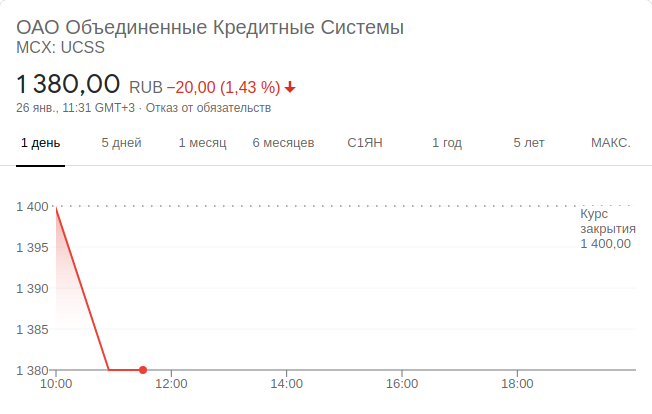 ОАО Объединенные Кредитные Системы
MCX: UCSS
1 380,00 RUB −20,00 (1,43 %)
26 янв., 11:31 GMT+3 · Отказ от обязательств
1 день 5 дней 1 месяц 6 месяцев С1ЯН 1 год 5 лет МАКС.
1 400
Курс
закрытия
1 400,00
1 395
1 390
1 385
1 380
10:00 12:00 14:00 16:00 18:00